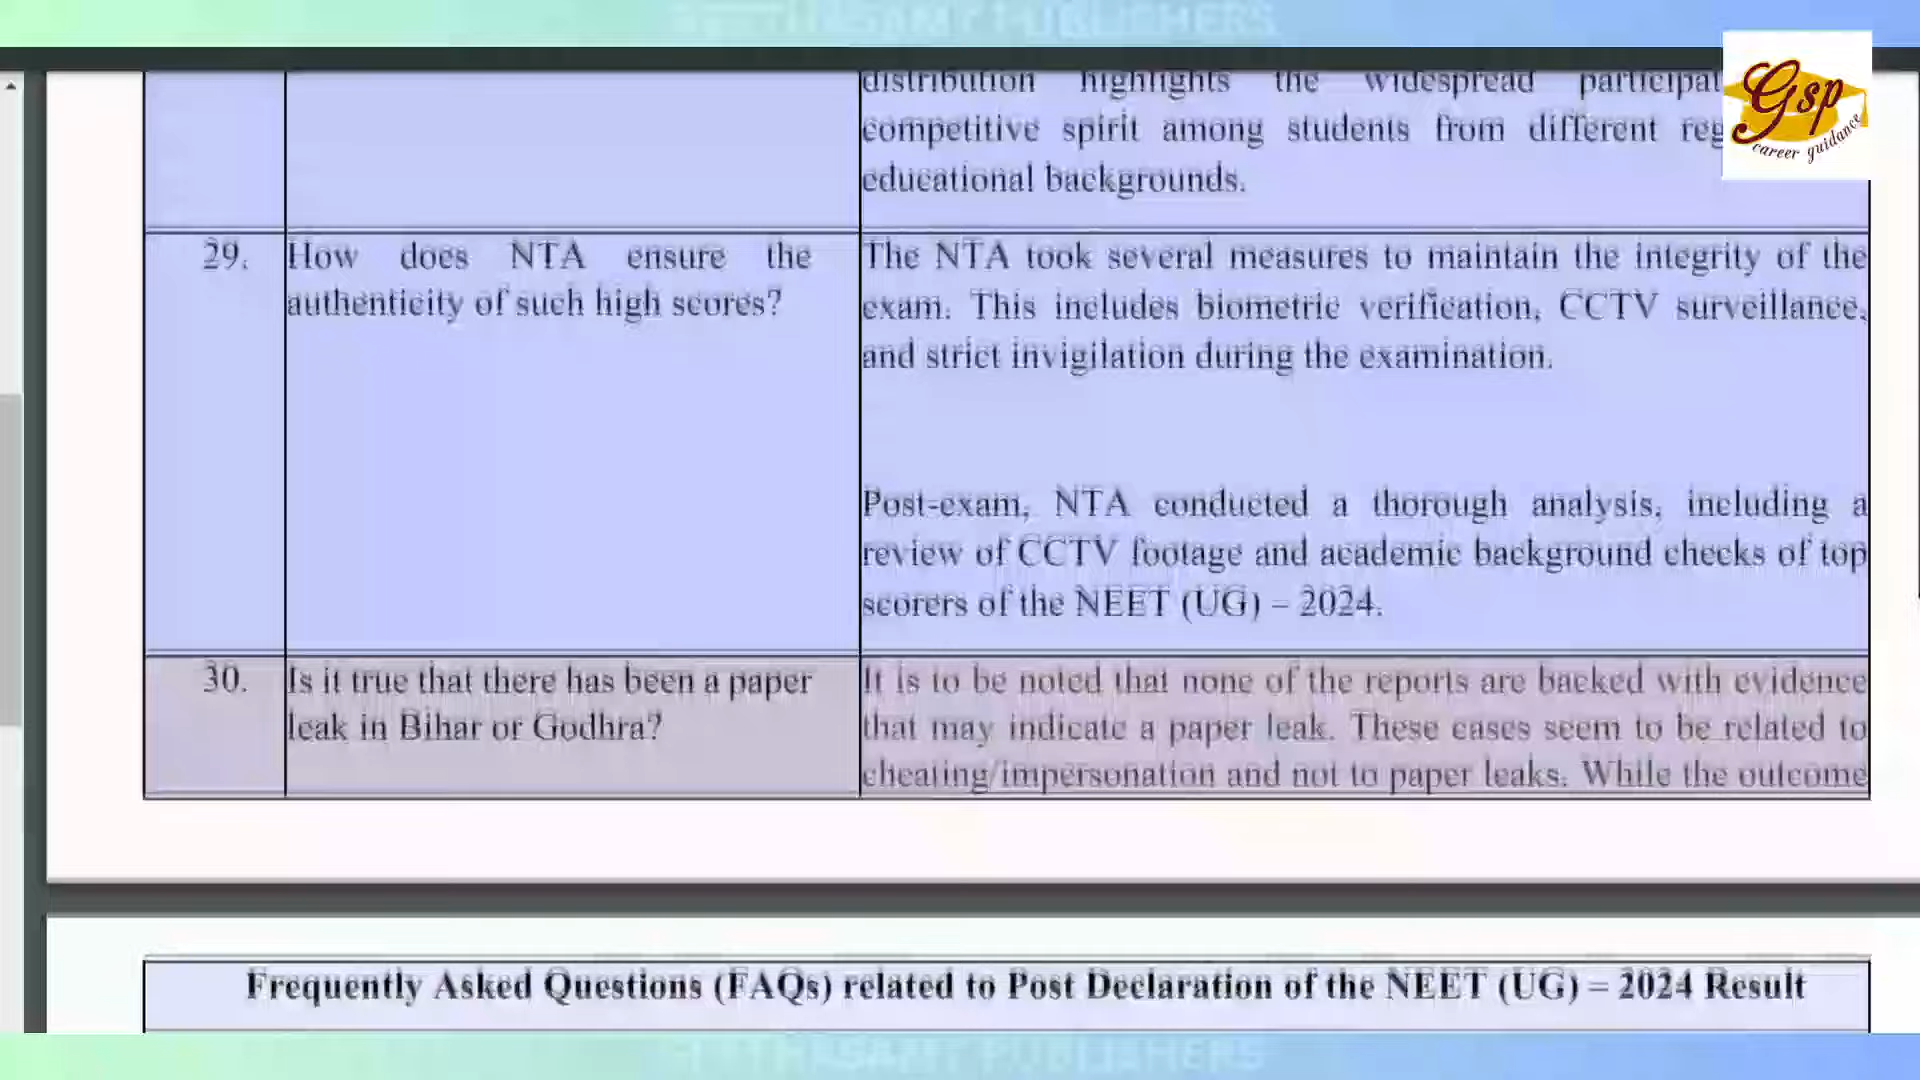 distribution highlights the widespread
competitive spirit among students from different
educational backgrounds.
Gsp
career guidance
29. How does NTA ensure the
authenticity of such high scores?
The NTA took several measures to maintain the integrity of the
exam. This includes biometric verification, CCTV surveillance,
and strict invigilation during the examination.
Post-exam, NTA conducted a thorough analysis, including a
review of CCTV footage and academic background checks of top
scorers of the NEET (UG) – 2024.
30. Is it true that there has been a paper
leak in Bihar or Godhra?
It is to be noted that none of the reports are backed with evidence
that may indicate a paper leak. These cases seem to be related to
cheating/impersonation and not to paper leaks. While the outcome
Frequently Asked Questions (FAQs) related to Post Declaration of the NEET (UG) – 2024 Result
PUBLISHERS